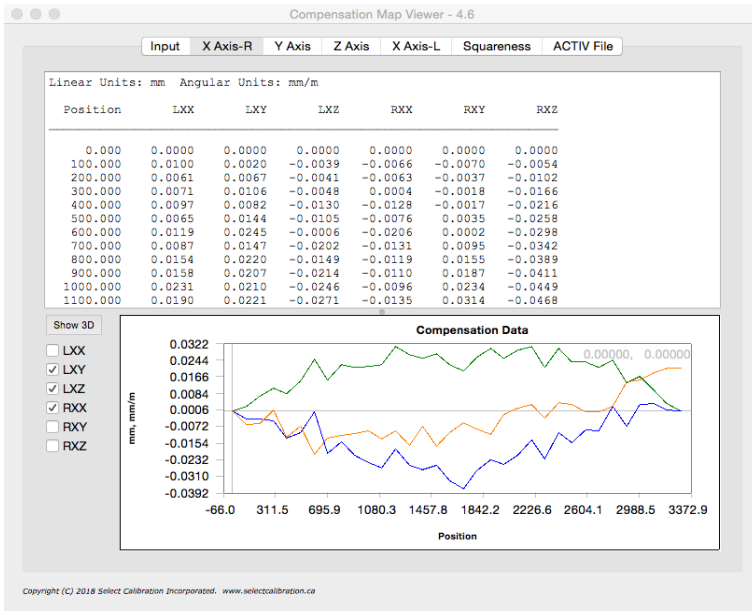 Compensation Map Viewer - 4.6
Input X Axis-R Y Axis Z Axis X Axis-L Squareness ACTIV File
Linear Units: mm Angular Units: mm/m
Position LXX LXY LXZ RXX RXY RXZ
0.000 0.0000 0.0000 0.0000 0.0000 0.0000 0.0000
100.000 0.0100 0.0020 -0.0039 -0.0066 -0.0070 -0.0054
200.000 0.0061 0.0067 -0.0041 -0.0063 -0.0037 -0.0102
300.000 0.0071 0.0106 -0.0048 0.0004 -0.0018 -0.0166
400.000 0.0097 0.0082 -0.0130 -0.0128 -0.0017 -0.0216
500.000 0.0065 0.0144 -0.0105 -0.0076 0.0035 -0.0258
600.000 0.0119 0.0245 -0.0006 -0.0206 0.0002 -0.0298
700.000 0.0087 0.0147 -0.0202 -0.0131 0.0095 -0.0342
800.000 0.0154 0.0220 -0.0149 -0.0119 0.0155 -0.0389
900.000 0.0158 0.0207 -0.0214 -0.0110 0.0187 -0.0411
1000.000 0.0231 0.0210 -0.0246 -0.0096 0.0234 -0.0449
1100.000 0.0190 0.0221 -0.0271 -0.0135 0.0314 -0.0468
Show 3D
LXX
LXY
LXZ
RXX
RXY
RXZ
Compensation Data
0.00000, 0.00000
mm, mm/m
0.0322
0.0244
0.0166
0.0084
0.0006
-0.0072
-0.0154
-0.0232
-0.0310
-0.0392
-66.0 311.5 695.9 1080.3 1457.8 1842.2 2226.6 2604.1 2988.5 3372.9
Position
Copyright (C) 2018 Select Calibration Incorporated. www.selectcalibration.ca